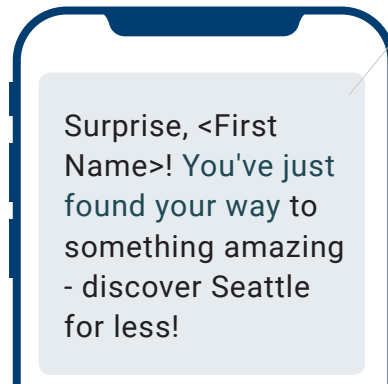 Surprise, <First
Name>! You've just
found your way to
something amazing
- discover Seattle
for less!